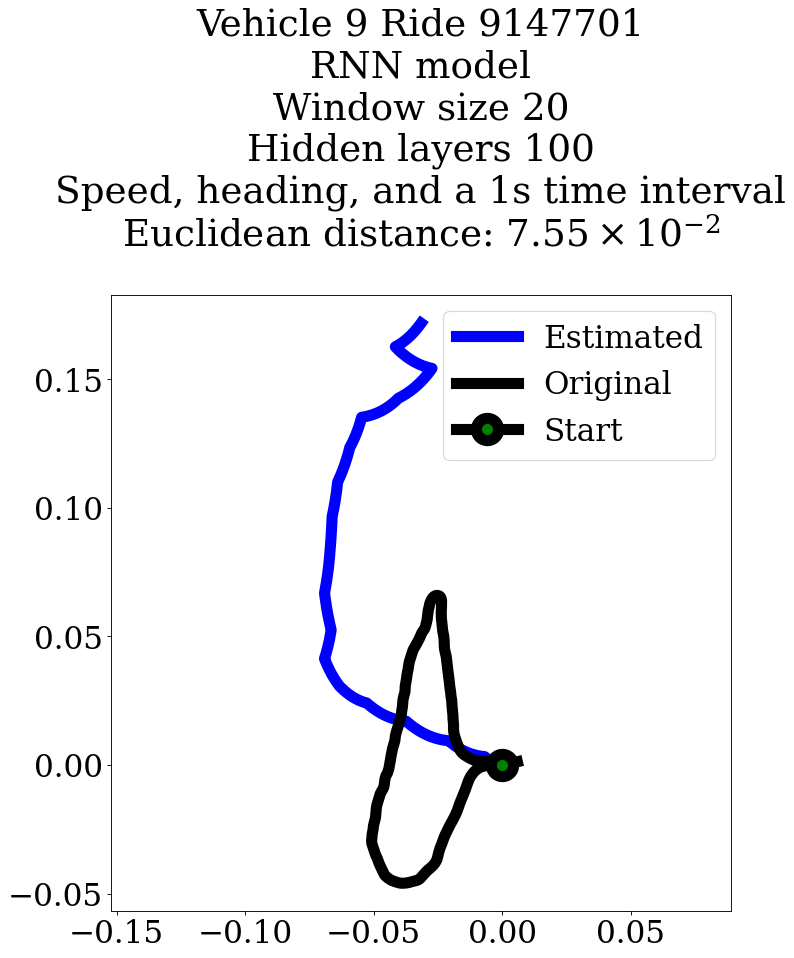 Vehicle 9 Ride 9147701
RNN model
Window size 20
Hidden layers 100
Speed, heading, and a 1s time interval
Euclidean distance: 7.55 × 10⁻²
Estimated
Original
Start
0.15
0.10
0.05
0.00
−0.05
−0.15 −0.10 −0.05 0.00 0.05